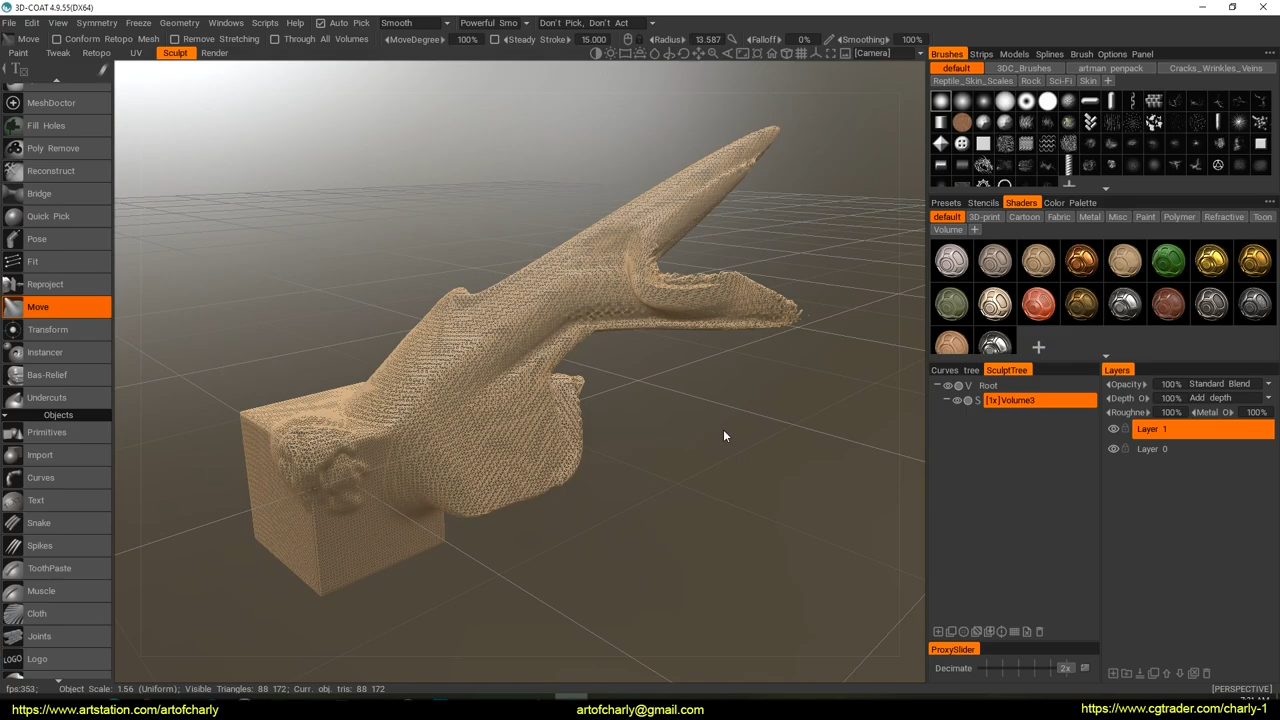 3D-COAT 4.9.55(DX64)
File Edit View Symmetry Freeze Geometry Windows Scripts Help Auto Pick Smooth Powerful Smo Don't Pick, Don't Act
Move Conform Retopo Mesh Remove Stretching Through All Volumes MoveDegree 100% Steady Stroke 15.000 Radius 13.587 Falloff 0% Smoothing 100%
Paint Tweak Retopo UV Sculpt Render [Camera]
MeshDoctor
Fill Holes
Poly Remove
Reconstruct
Bridge
Quick Pick
Pose
Fit
Reproject
Move
Transform
Instancer
Bas-Relief
Undercuts
Objects
Primitives
Import
Curves
Text
Snake
Spikes
ToothPaste
Muscle
Cloth
Joints
LOGO Logo
Brushes Strips Models Splines Brush Options Panel
default 3DC_Brushes artman penpack Cracks_Wrinkles_Veins
Reptile_Skin_Scales Rock Sci-Fi Skin +
Presets Stencils Shaders Color Palette
default 3D-print Cartoon Fabric Metal Misc Paint Polymer Refractive Toon
Volume +
Curves tree SculptTree
V Root
S [1x]Volume3
Layers
Opacity 100% Standard Blend
Depth O 100% Add depth
Roughne 100% Metal O 100%
Layer 1
Layer 0
ProxySlider
Decimate 2x
fps:353; Object Scale: 1.56 (Uniform); Visible Triangles: 88 172; Curr. obj. tris: 88 172 [PERSPECTIVE]
https://www.artstation.com/artofcharly artofcharly@gmail.com https://www.cgtrader.com/charly-1